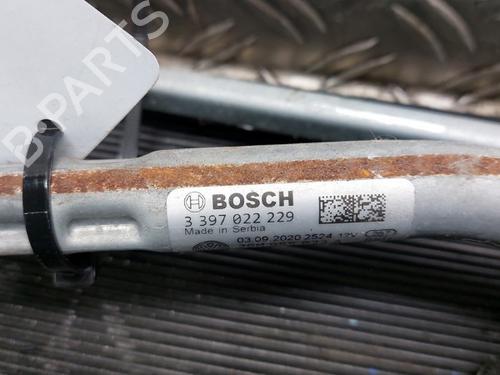 B-PARTS
BOSCH
3 397 022 229
Made in Serbia
03.09.2020 2524 12V